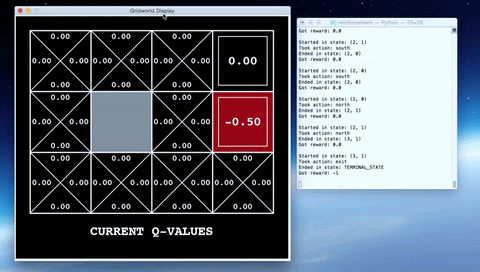 Gridworld Display
0.00 0.00 0.00
0.00 0.00 0.00 0.00 0.00 0.00 0.00
0.00 0.00 0.00
0.00 0.00
0.00 0.00 0.00 0.00 -0.50
0.00 0.00
0.00 0.00 0.00 0.00
0.00 0.00 0.00 0.00 0.00 0.00 0.00 0.00
0.00 0.00 0.00 0.00
CURRENT Q-VALUES
reinforcement — Python — 53×26
Got reward: 0.0
Started in state: (2, 1)
Took action: south
Ended in state: (2, 0)
Got reward: 0.0
Started in state: (2, 0)
Took action: south
Ended in state: (2, 0)
Got reward: 0.0
Started in state: (2, 0)
Took action: north
Ended in state: (2, 1)
Got reward: 0.0
Started in state: (2, 1)
Took action: north
Ended in state: (3, 1)
Got reward: 0.0
Started in state: (3, 1)
Took action: exit
Ended in state: TERMINAL_STATE
Got reward: -1